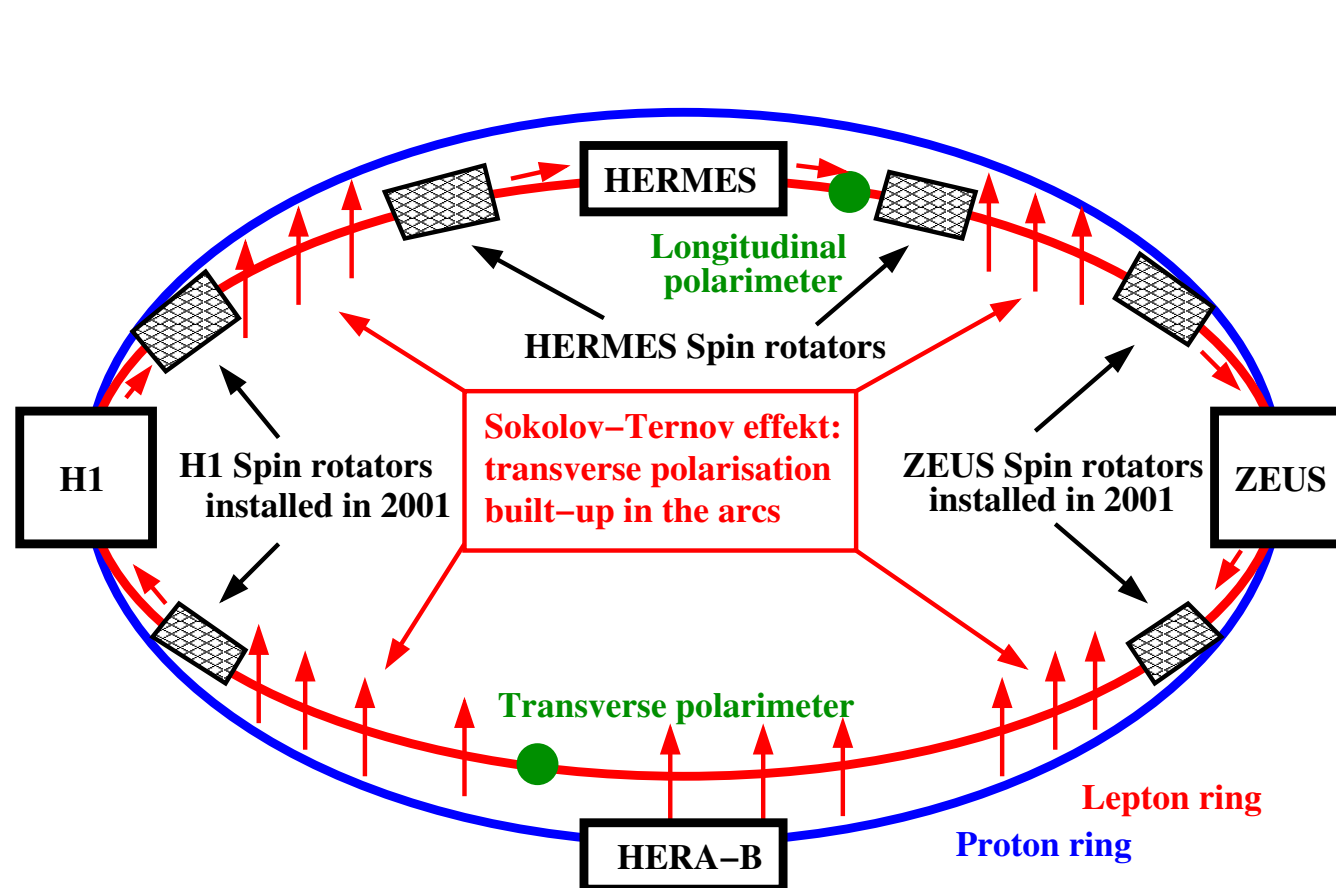 HERMES
Longitudinal
polarimeter
HERMES Spin rotators
Sokolov−Ternov effekt:
transverse polarisation
built−up in the arcs
H1
H1 Spin rotators
installed in 2001
ZEUS Spin rotators
installed in 2001
ZEUS
Transverse polarimeter
Lepton ring
Proton ring
HERA−B